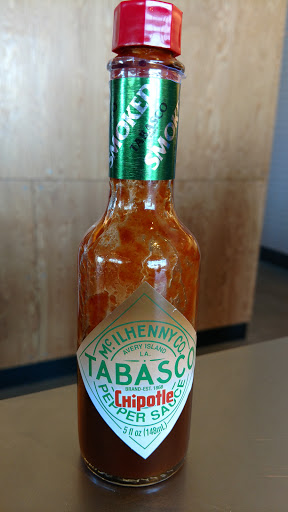 SMOKED
TABASCO
SMOKED
McILHENNY CO.
AVERY ISLAND
LA.
TABASCO
BRAND-EST. 1868
CHiPOtle
PEPPER SAUCE
5 fl oz (148mL)